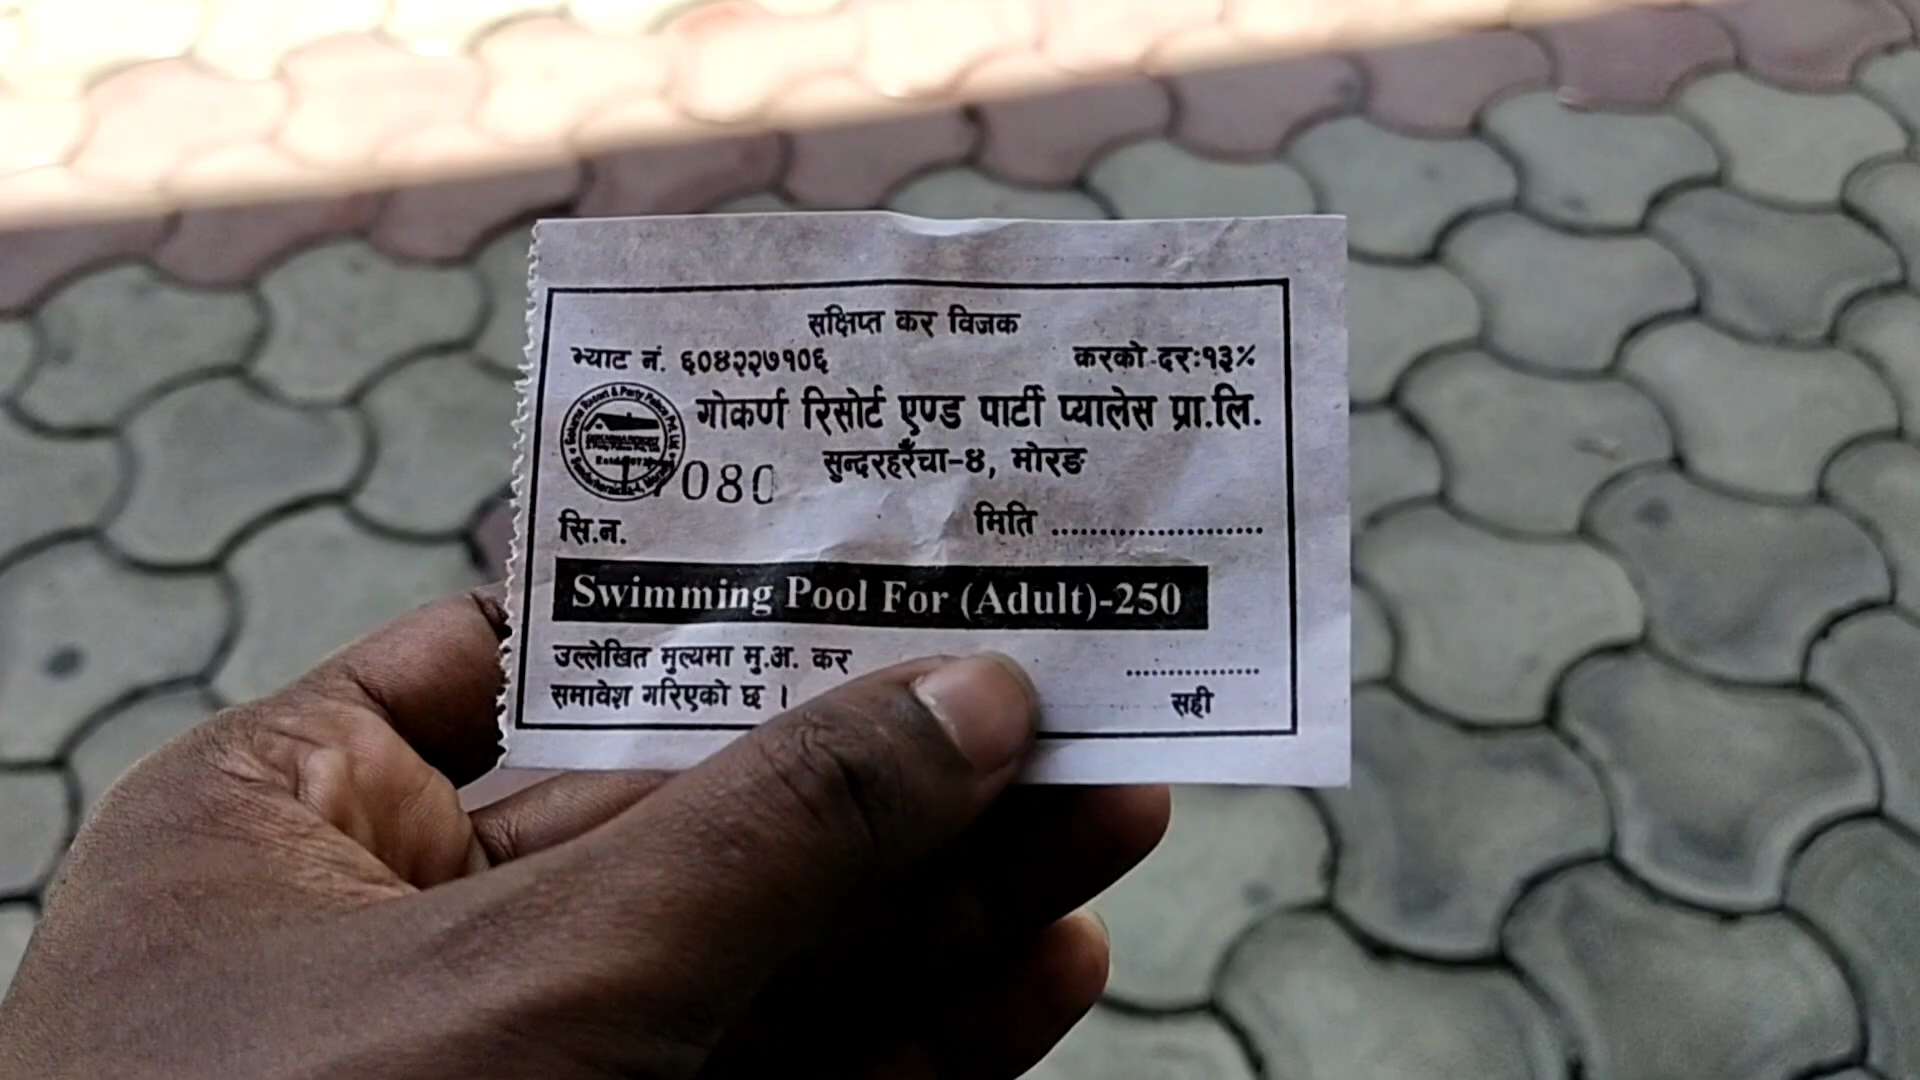 सक्षिप्त कर विजक
भ्याट नं. ६०४२२७१०६ करको दर:१३%
गोकर्ण रिसोर्ट एण्ड पार्टी प्यालेस प्रा.लि.
सुन्दरहरैँचा-४, मोरङ
7080
सि.न. मिति ........................
Swimming Pool For (Adult)-250
उल्लेखित मुल्यमा मु.अ. कर
समावेश गरिएको छ ।
..................
सही